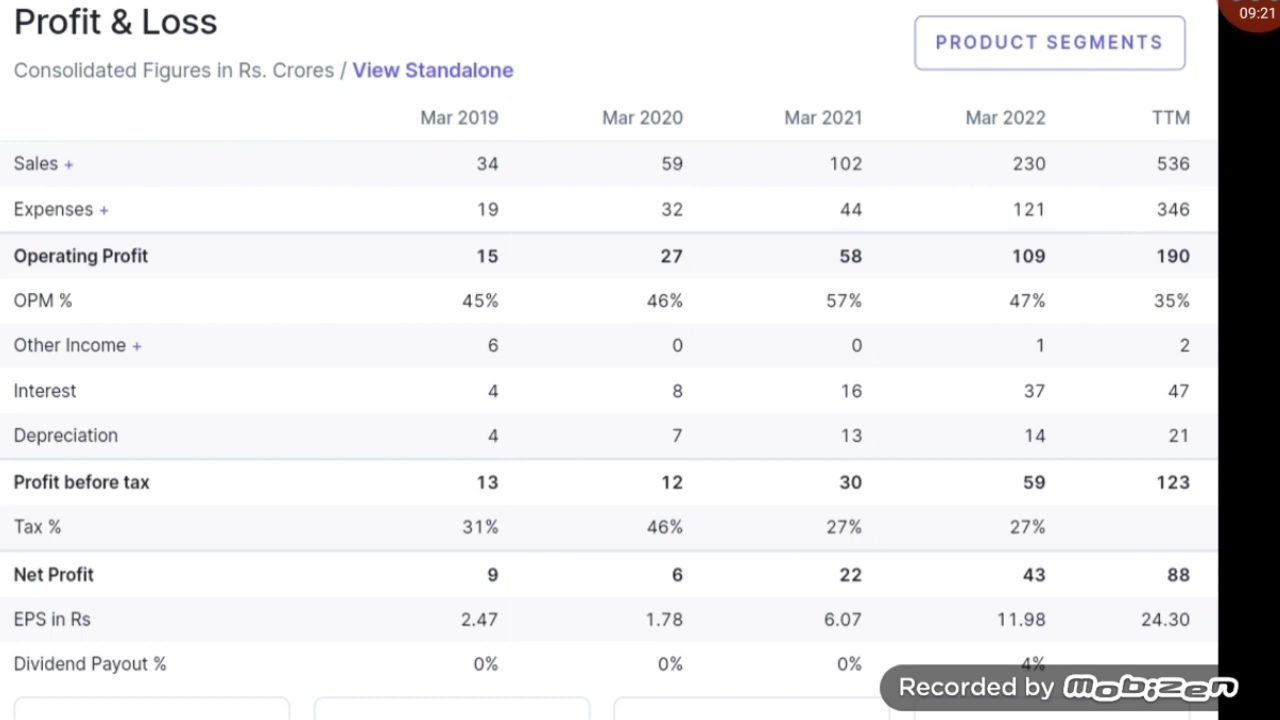 09:21
Profit & Loss
PRODUCT SEGMENTS
Consolidated Figures in Rs. Crores / View Standalone
Mar 2019 Mar 2020 Mar 2021 Mar 2022 TTM
Sales + 34 59 102 230 536
Expenses + 19 32 44 121 346
Operating Profit 15 27 58 109 190
OPM % 45% 46% 57% 47% 35%
Other Income + 6 0 0 1 2
Interest 4 8 16 37 47
Depreciation 4 7 13 14 21
Profit before tax 13 12 30 59 123
Tax % 31% 46% 27% 27%
Net Profit 9 6 22 43 88
EPS in Rs 2.47 1.78 6.07 11.98 24.30
Dividend Payout % 0% 0% 0% 4%
Recorded by Mobizen